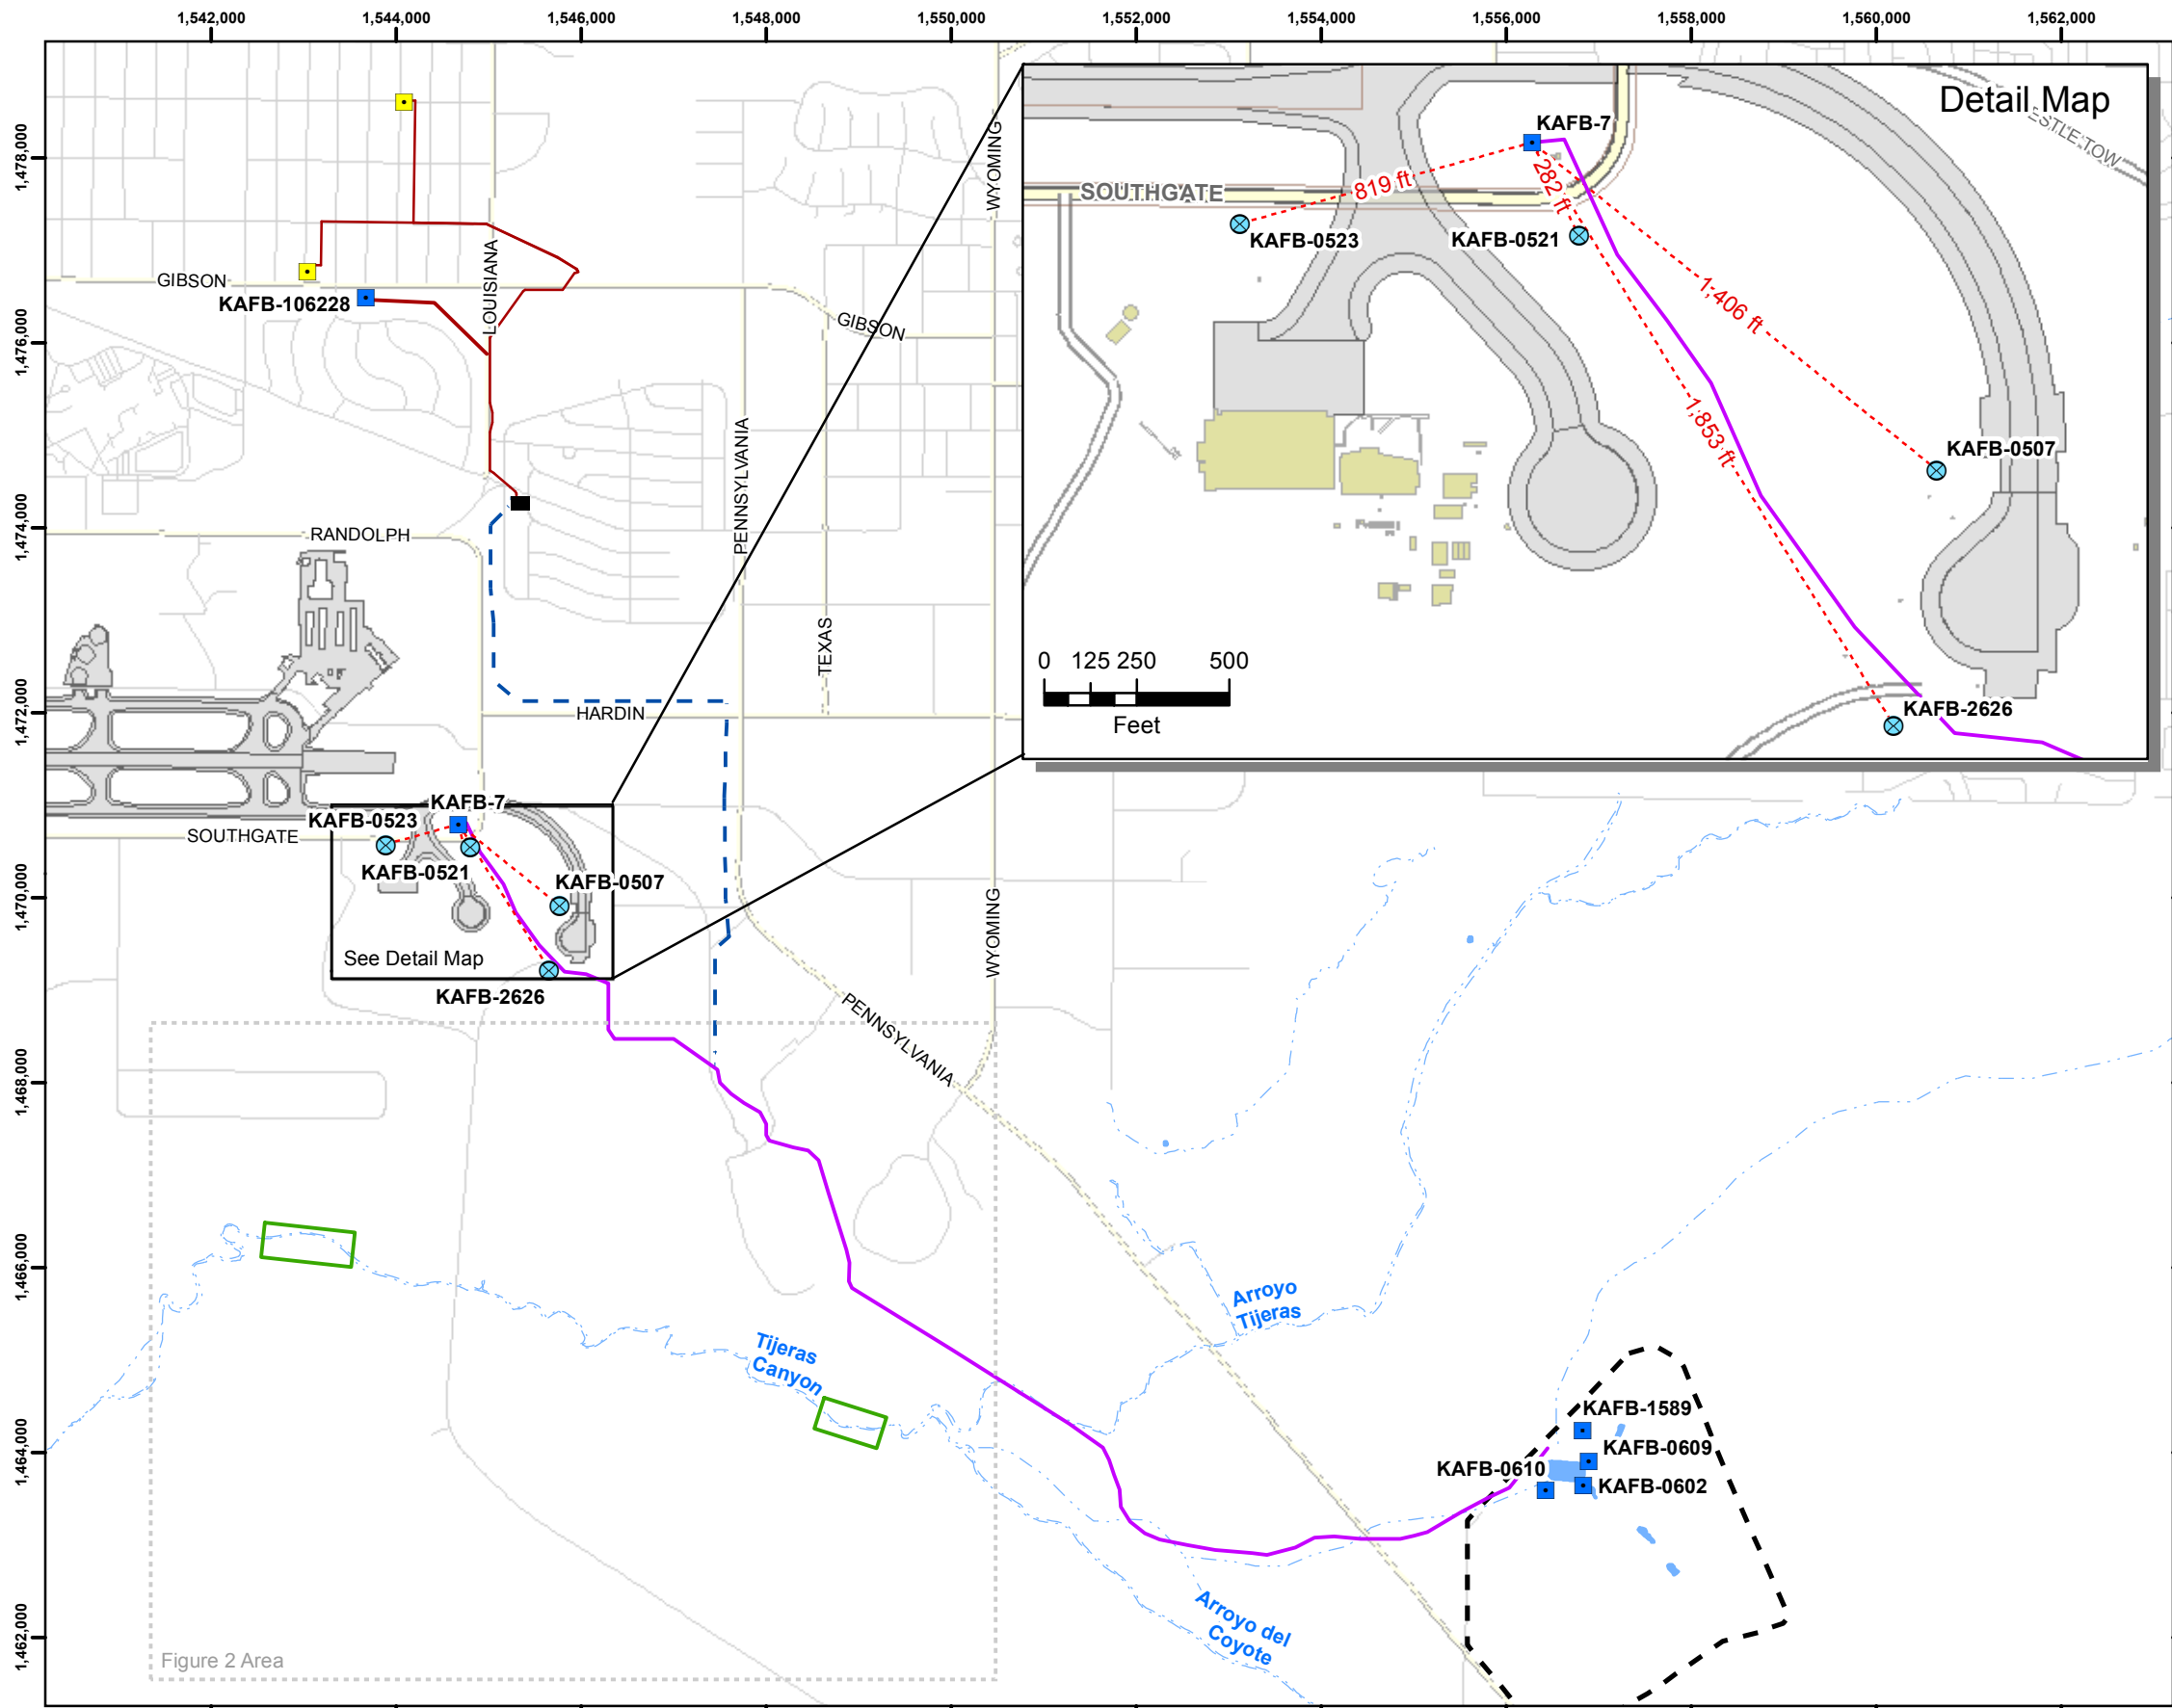 1,542,000
1,544,000
1,546,000
1,548,000
1,550,000
1,552,000
1,554,000
1,556,000
1,558,000
1,560,000
1,562,000
1,478,000
1,476,000
1,474,000
1,472,000
1,470,000
1,468,000
1,466,000
1,464,000
1,462,000
Detail Map
ESTLE TOW
KAFB-7
819 ft
282 ft
SOUTHGATE
KAFB-0523
KAFB-0521
1,406 ft
1,853 ft
KAFB-0507
KAFB-2626
0 125 250 500
Feet
WYOMING
LOUISIANA
GIBSON
KAFB-106228
GIBSON
PENNSYLVANIA
RANDOLPH
TEXAS
HARDIN
KAFB-7
KAFB-0523
SOUTHGATE
KAFB-0521
KAFB-0507
See Detail Map
KAFB-2626
WYOMING
PENNSYLVANIA
Arroyo
Tijeras
Tijeras
Canyon
KAFB-1589
KAFB-0609
KAFB-0610
KAFB-0602
Arroyo del
Coyote
Figure 2 Area